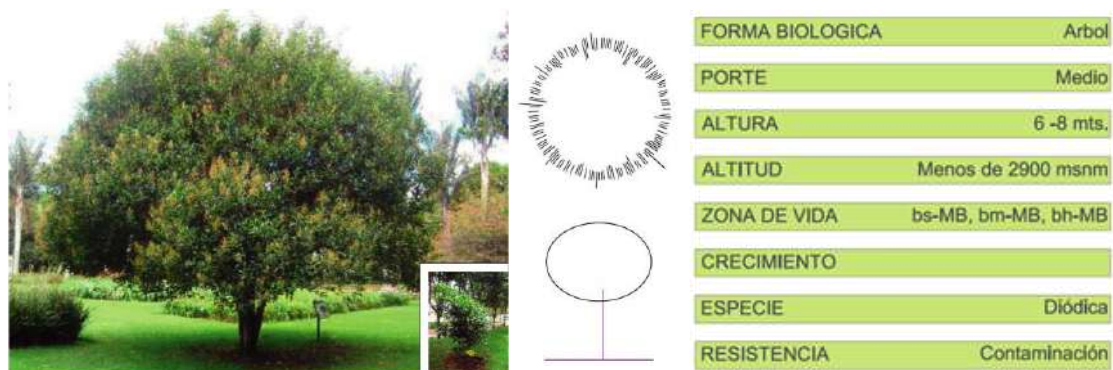 FORMA BIOLOGICA Arbol
PORTE Medio
ALTURA 6 -8 mts.
ALTITUD Menos de 2900 msnm
ZONA DE VIDA bs-MB, bm-MB, bh-MB
CRECIMIENTO
ESPECIE Diódica
RESISTENCIA Contaminación